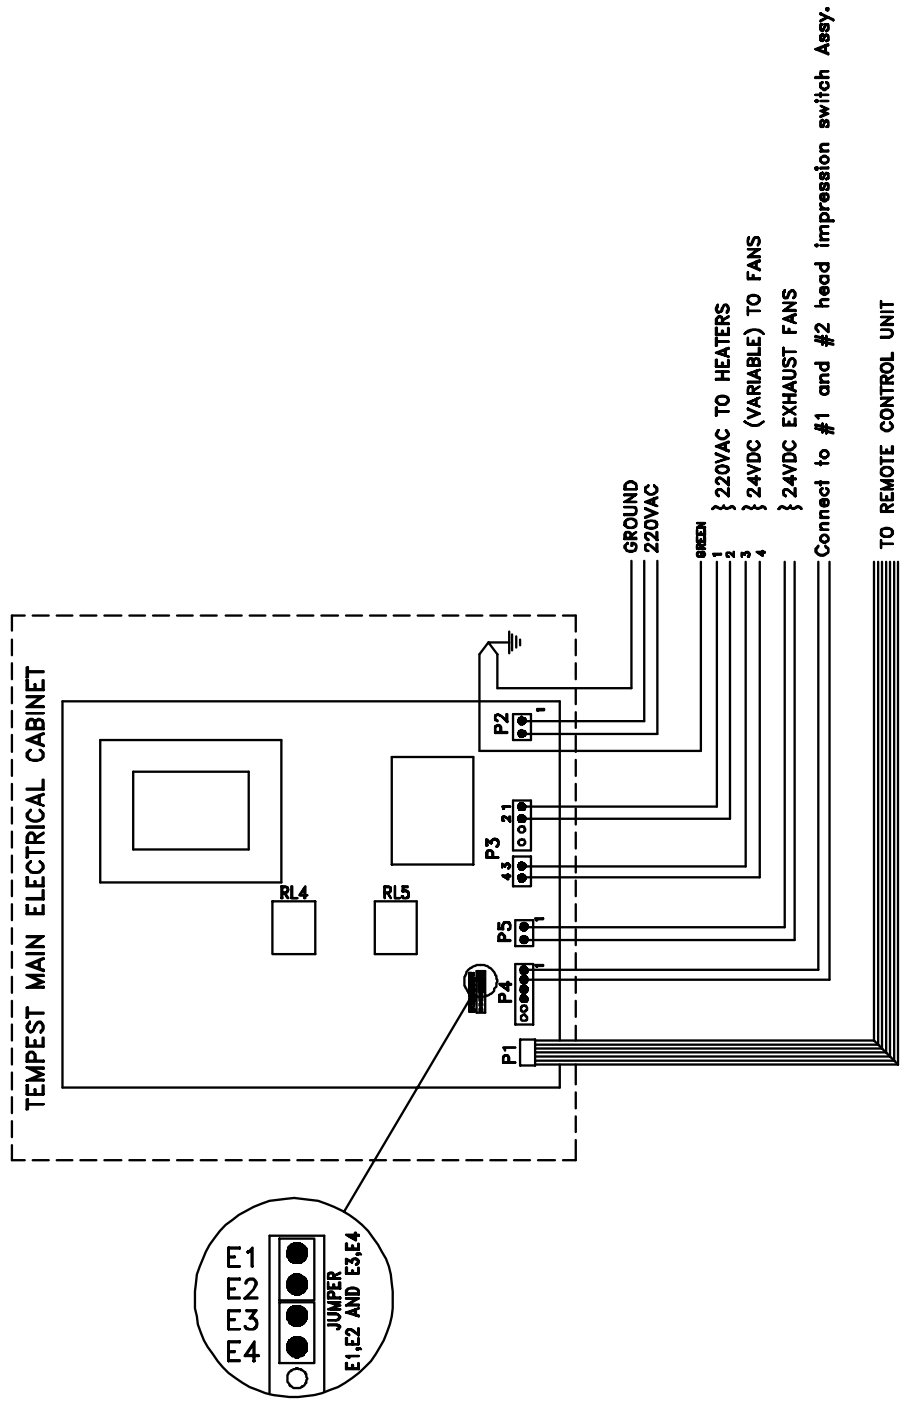 TEMPEST MAIN ELECTRICAL CABINET
RL4
RL5
P1
P4
1
P5
1
P3
4 3
2 1
P2
1
GROUND
220VAC
GREEN
1
2
3
4
220VAC TO HEATERS
24VDC (VARIABLE) TO FANS
24VDC EXHAUST FANS
Connect to #1 and #2 head impression switch Assy.
TO REMOTE CONTROL UNIT
E1
E2
E3
E4
JUMPER
E1,E2 AND E3,E4